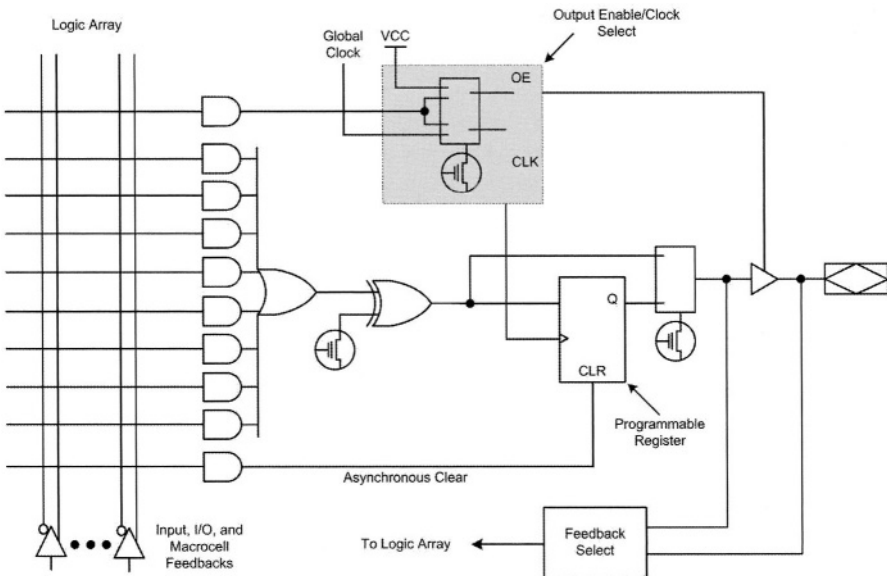 Logic Array
Output Enable/Clock
Select
Global
Clock
VCC
OE
CLK
Q
CLR
Programmable
Register
Asynchronous Clear
Input, I/O, and
Macrocell
Feedbacks
To Logic Array
Feedback
Select